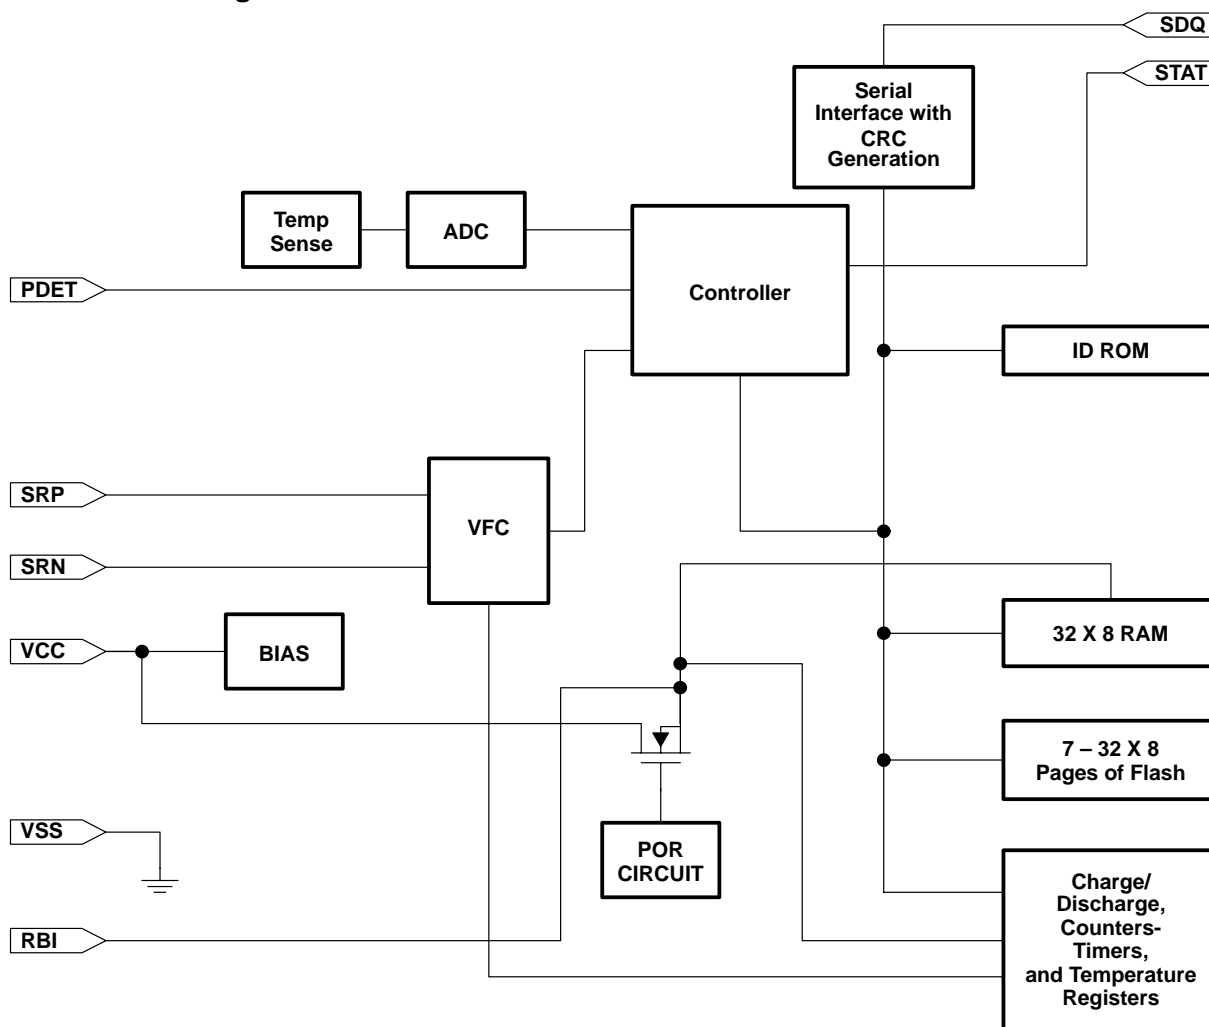 SDQ
STAT
Serial
Interface with
CRC
Generation
Temp
Sense
ADC
Controller
PDET
ID ROM
SRP
VFC
SRN
VCC
BIAS
32 X 8 RAM
7 – 32 X 8
Pages of Flash
VSS
POR
CIRCUIT
RBI
Charge/
Discharge,
Counters-
Timers,
and Temperature
Registers